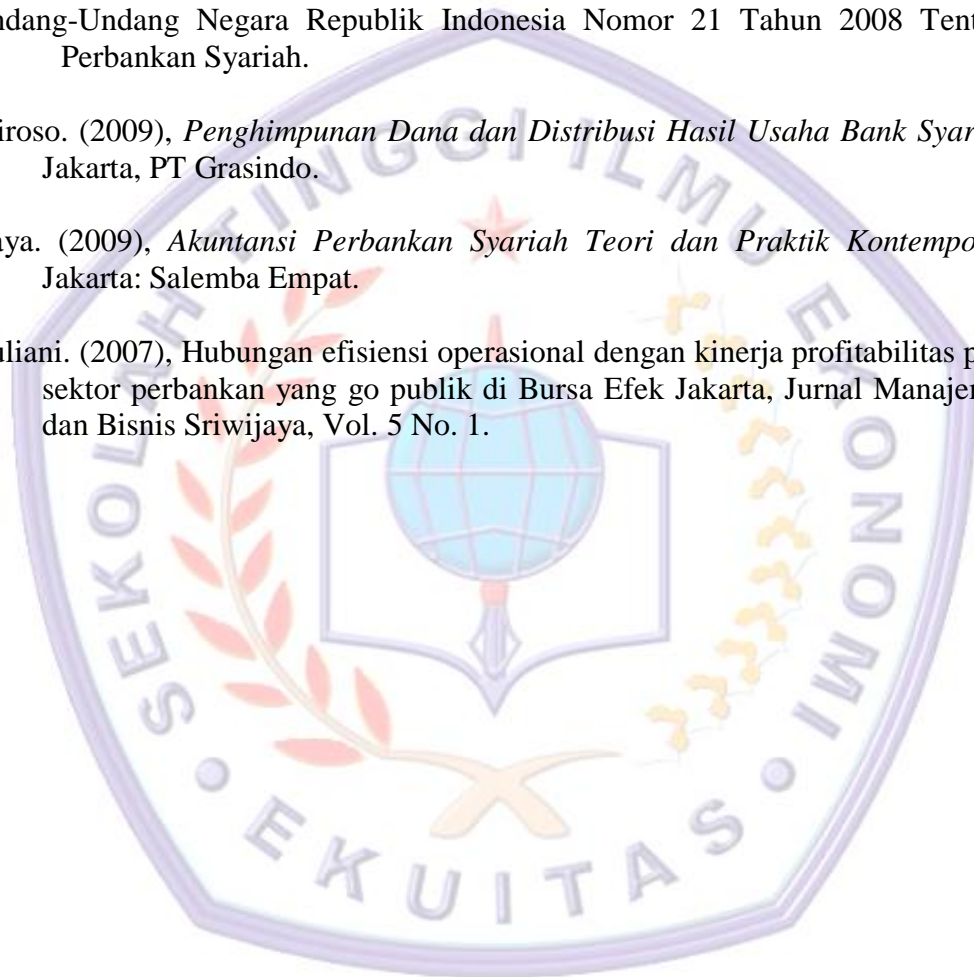 ndang-Undang Negara Republik Indonesia Nomor 21 Tahun 2008 Tent
Perbankan Syariah.
iroso. (2009), Penghimpunan Dana dan Distribusi Hasil Usaha Bank Syar
Jakarta, PT Grasindo.
aya. (2009), Akuntansi Perbankan Syariah Teori dan Praktik Kontempo
Jakarta: Salemba Empat.
uliani. (2007), Hubungan efisiensi operasional dengan kinerja profitabilitas p
sektor perbankan yang go publik di Bursa Efek Jakarta, Jurnal Manajer
dan Bisnis Sriwijaya, Vol. 5 No. 1.
SEKOLAH TINGGI ILMU EKONOMI
EKUITAS